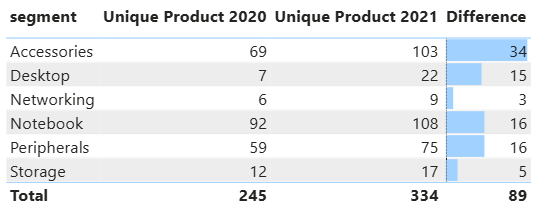 segment Unique Product 2020 Unique Product 2021 Difference
Accessories 69 103 34
Desktop 7 22 15
Networking 6 9 3
Notebook 92 108 16
Peripherals 59 75 16
Storage 12 17 5
Total 245 334 89